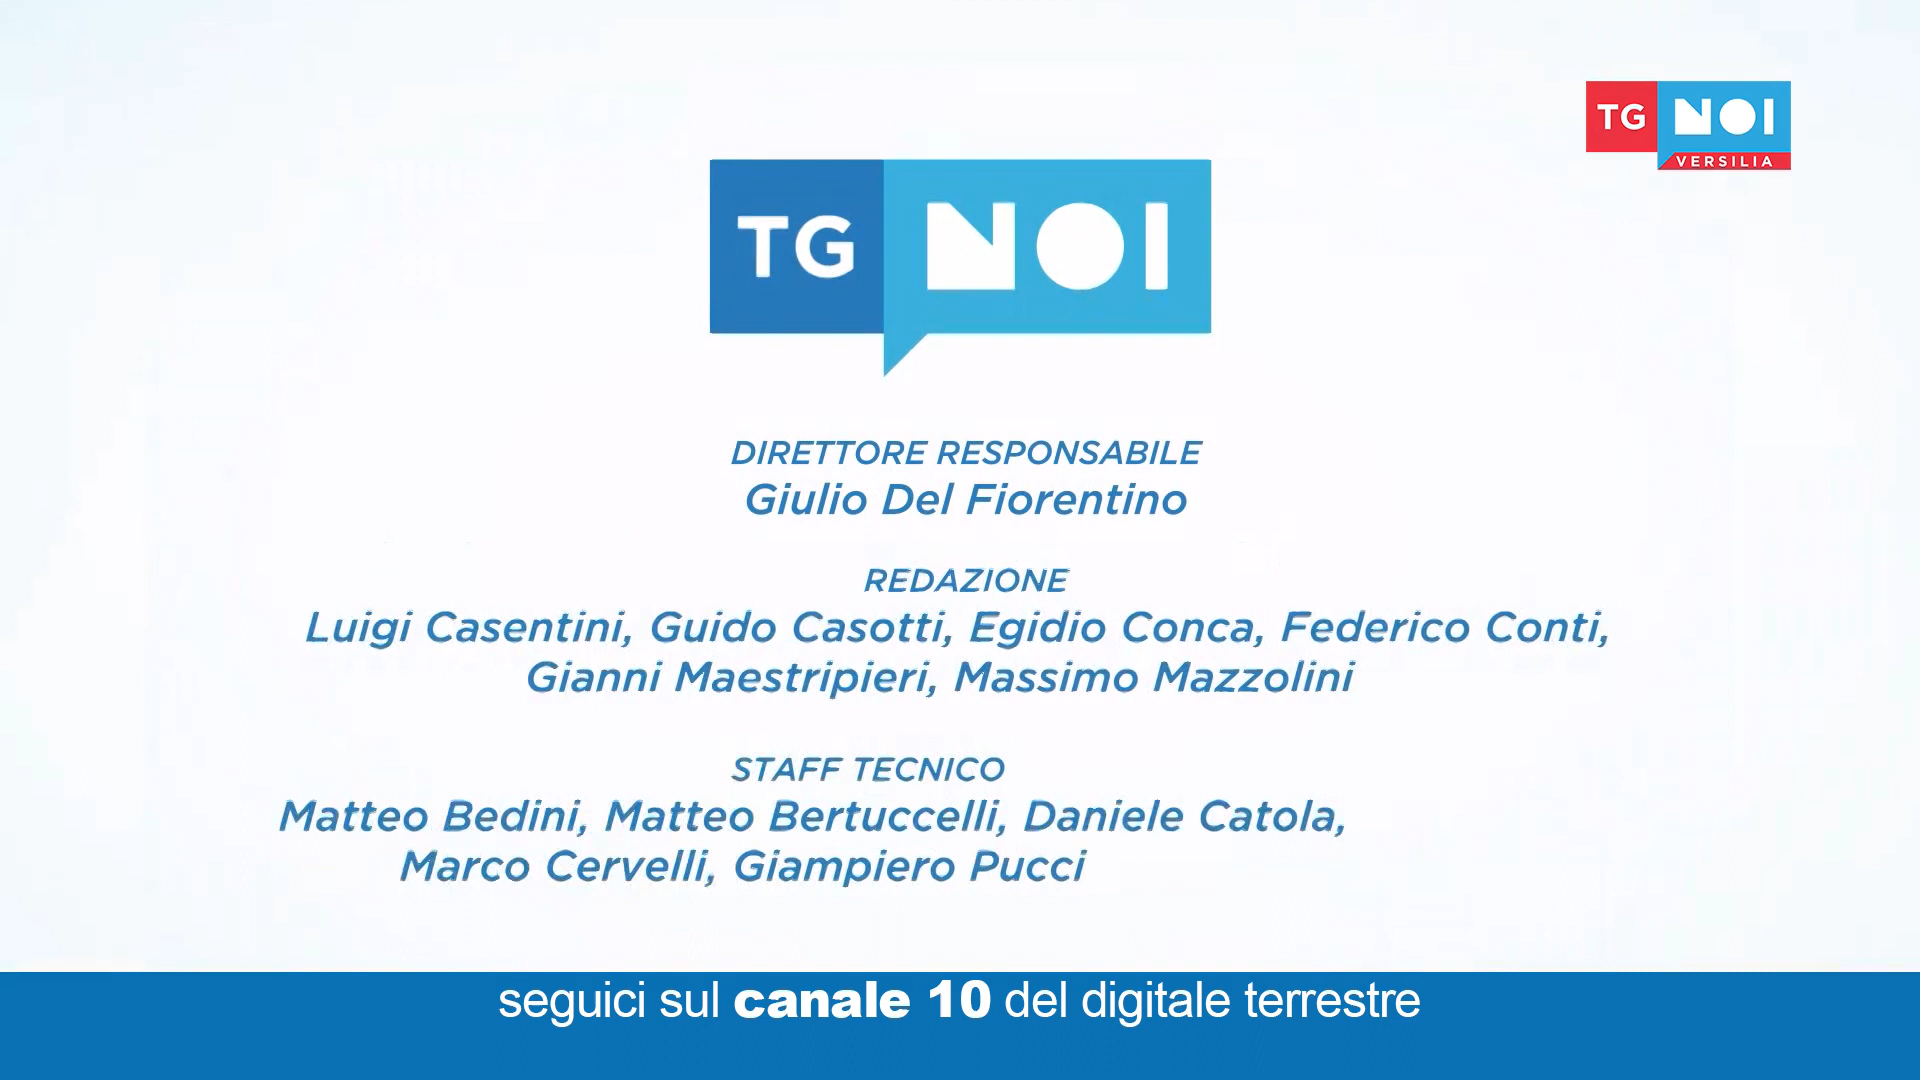 TG NOI
VERSILIA
TG NOI
DIRETTORE RESPONSABILE
Giulio Del Fiorentino
REDAZIONE
Luigi Casentini, Guido Casotti, Egidio Conca, Federico Conti,
Gianni Maestripieri, Massimo Mazzolini
STAFF TECNICO
Matteo Bedini, Matteo Bertuccelli, Daniele Catola,
Marco Cervelli, Giampiero Pucci
seguici sul canale 10 del digitale terrestre